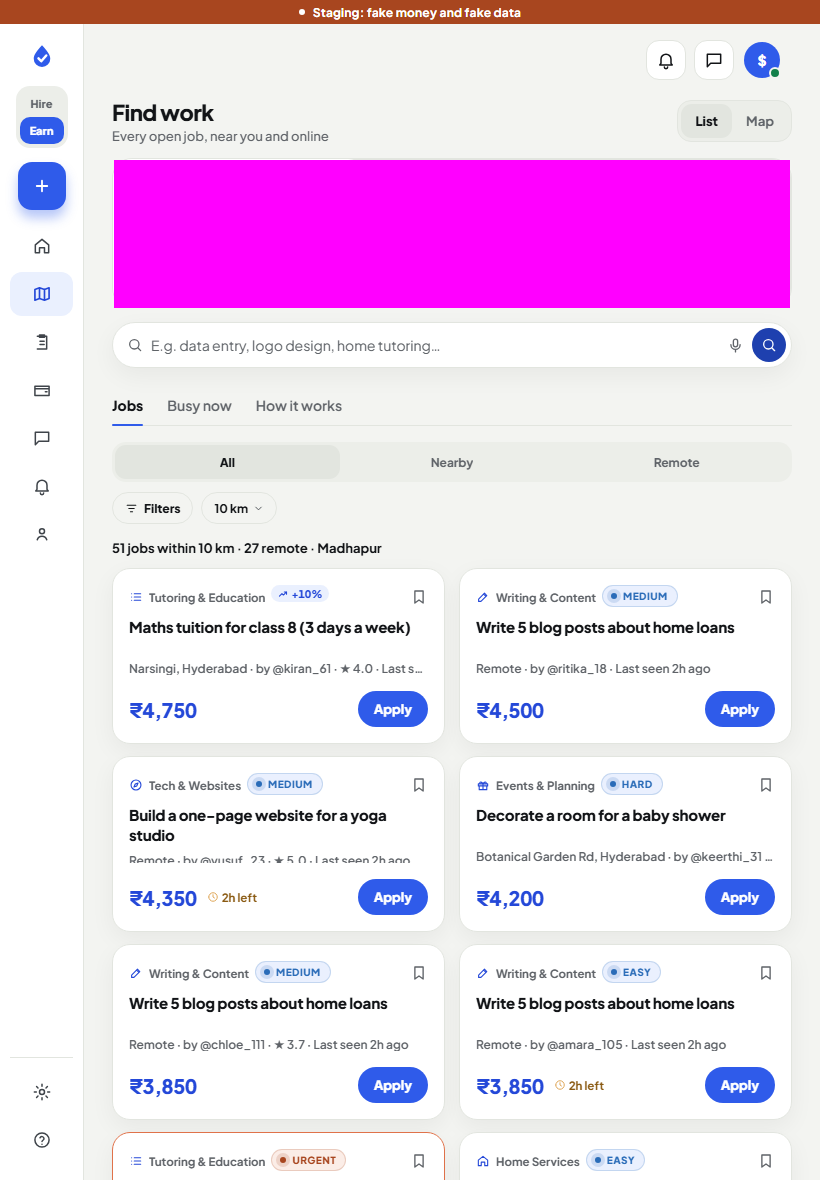 Staging: fake money and fake data
$
Hire
Earn
Find work
Every open job, near you and online
List
Map
E.g. data entry, logo design, home tutoring…
Jobs
Busy now
How it works
All
Nearby
Remote
Filters
10 km
51 jobs within 10 km · 27 remote · Madhapur
Tutoring & Education
+10%
Maths tuition for class 8 (3 days a week)
Narsingi, Hyderabad · by @kiran_61 · ★ 4.0 · Last s…
₹4,750
Apply
Writing & Content
MEDIUM
Write 5 blog posts about home loans
Remote · by @ritika_18 · Last seen 2h ago
₹4,500
Apply
Tech & Websites
MEDIUM
Build a one-page website for a yoga
studio
Remote · by @yusuf_23 · ★ 5.0 · Last seen 2h ago
₹4,350
2h left
Apply
Events & Planning
HARD
Decorate a room for a baby shower
Botanical Garden Rd, Hyderabad · by @keerthi_31 …
₹4,200
Apply
Writing & Content
MEDIUM
Write 5 blog posts about home loans
Remote · by @chloe_111 · ★ 3.7 · Last seen 2h ago
₹3,850
Apply
Writing & Content
EASY
Write 5 blog posts about home loans
Remote · by @amara_105 · Last seen 2h ago
₹3,850
2h left
Apply
Tutoring & Education
URGENT
Home Services
EASY